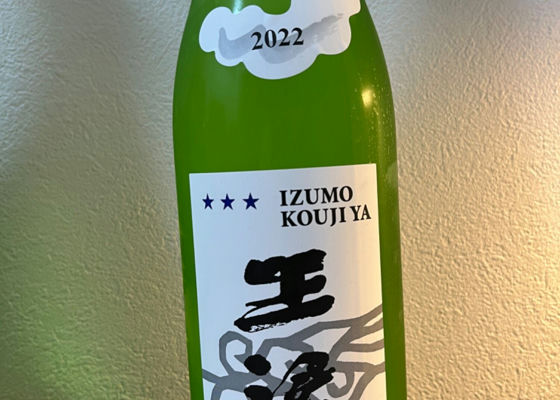 2022
★★★ IZUMO
KOUJI YA
王